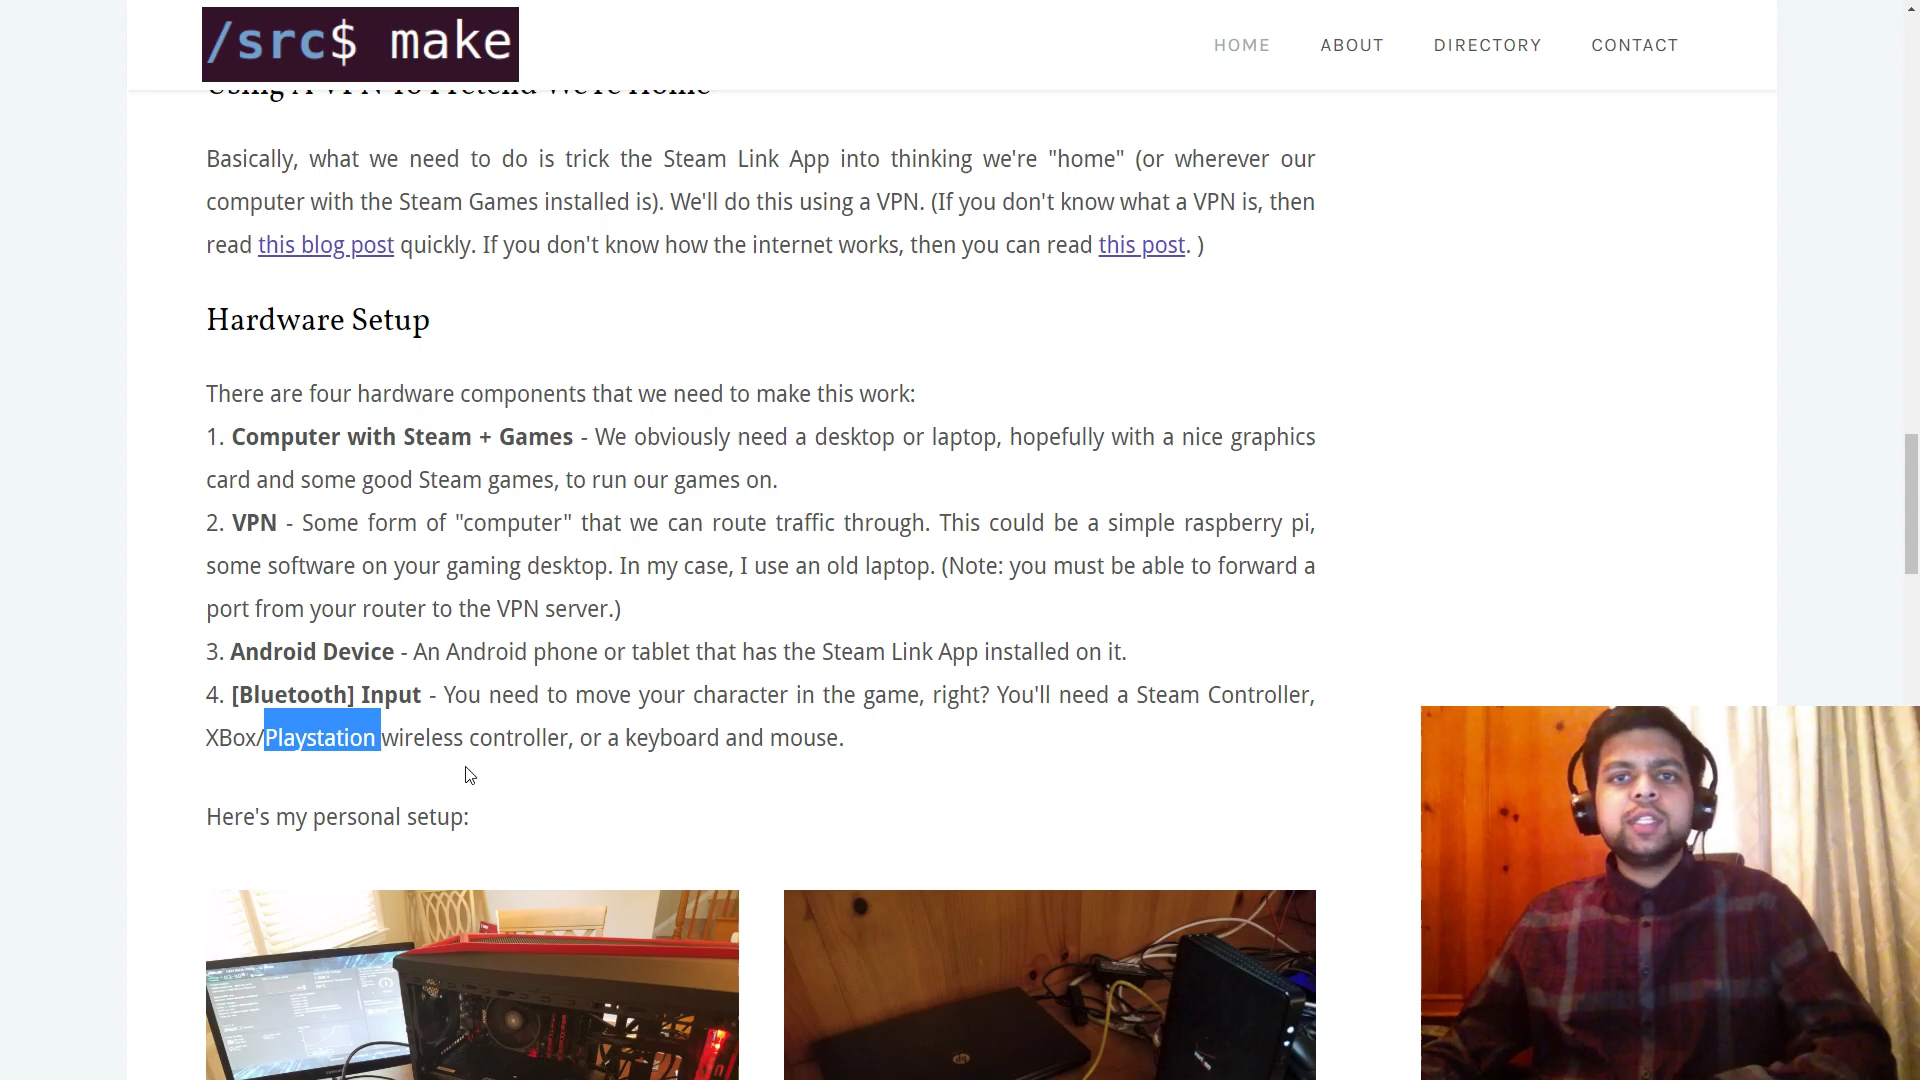 /src$ make
HOME ABOUT DIRECTORY CONTACT
Using A VPN To Pretend We're Home
Basically, what we need to do is trick the Steam Link App into thinking we're "home" (or wherever our
computer with the Steam Games installed is). We'll do this using a VPN. (If you don't know what a VPN is, then
read this blog post quickly. If you don't know how the internet works, then you can read this post. )
Hardware Setup
There are four hardware components that we need to make this work:
1. Computer with Steam + Games - We obviously need a desktop or laptop, hopefully with a nice graphics
card and some good Steam games, to run our games on.
2. VPN - Some form of "computer" that we can route traffic through. This could be a simple raspberry pi,
some software on your gaming desktop. In my case, I use an old laptop. (Note: you must be able to forward a
port from your router to the VPN server.)
3. Android Device - An Android phone or tablet that has the Steam Link App installed on it.
4. [Bluetooth] Input - You need to move your character in the game, right? You'll need a Steam Controller,
XBox/Playstation wireless controller, or a keyboard and mouse.
Here's my personal setup:
hp